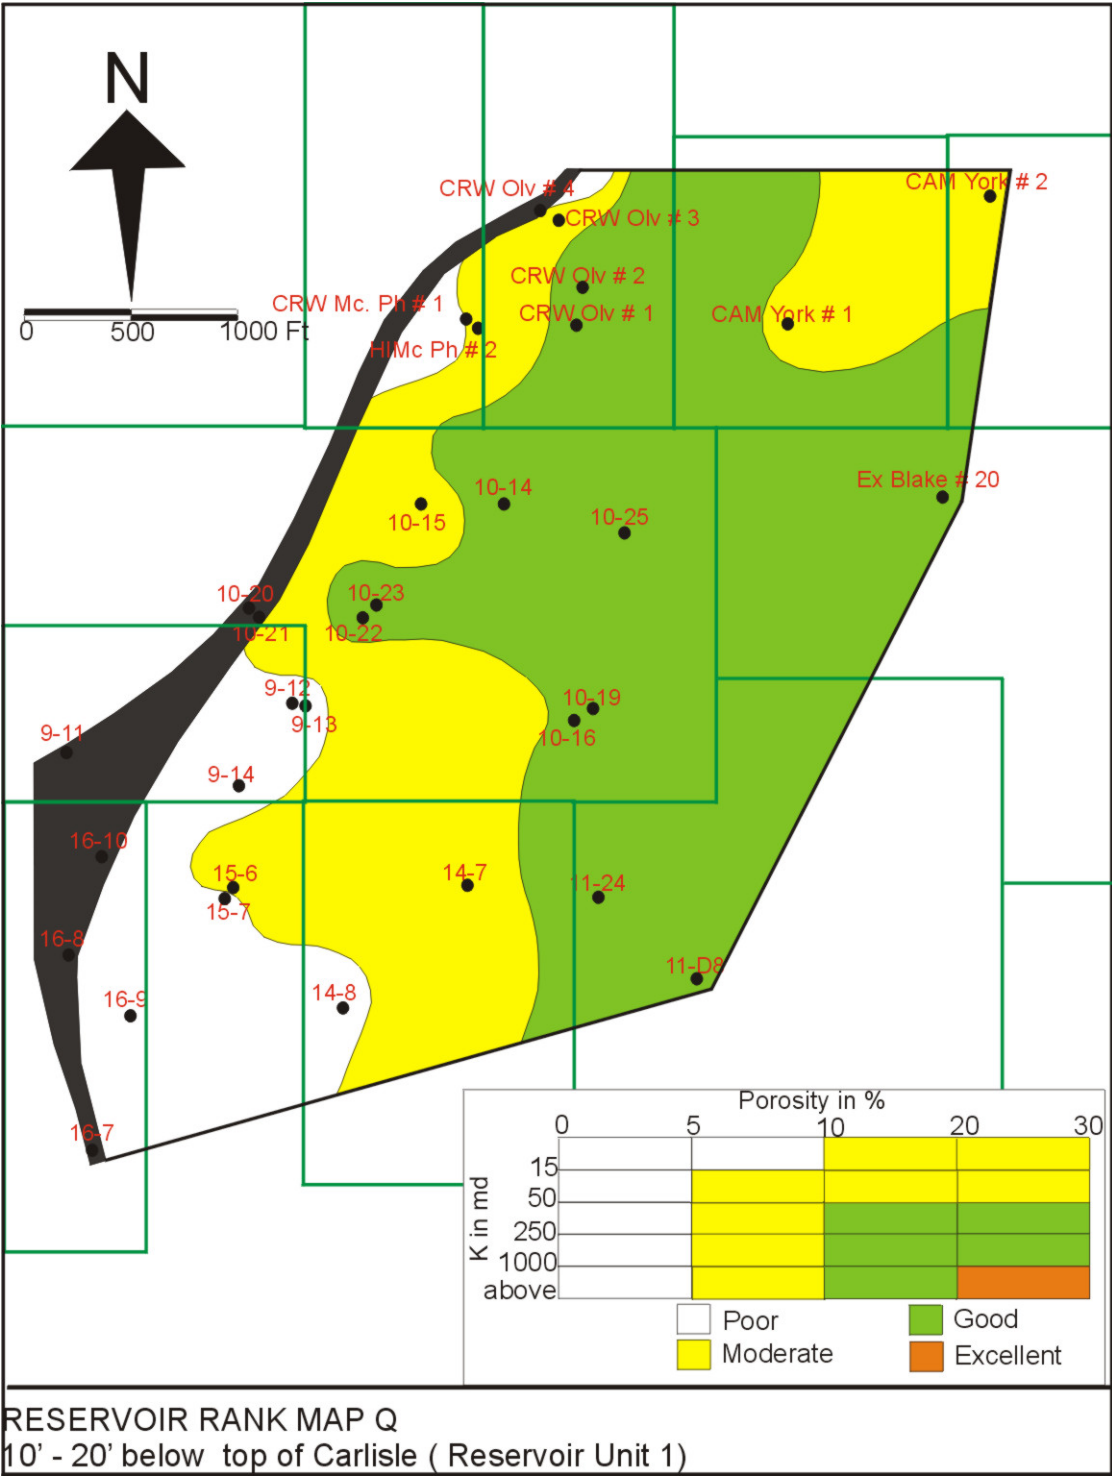 N
CRW Olv # 4
CAM York # 2
CRW Olv # 3
CRW Olv # 2
CRW Mc. Ph # 1
CRW Olv # 1
CAM York # 1
0 500 1000 Ft
HIMc Ph # 2
Ex Blake # 20
10-14
10-15
10-25
10-20
10-23
10-21
10-22
9-12
10-19
9-13
10-16
9-11
9-14
16-10
15-6
14-7
11-24
15-7
16-8
11-D8
16-9
14-8
16-7
Porosity in %
0 5 10 20 30
K in md
15
50
250
1000
above
Poor
Good
Moderate
Excellent
RESERVOIR RANK MAP Q
10' - 20' below top of Carlisle ( Reservoir Unit 1)